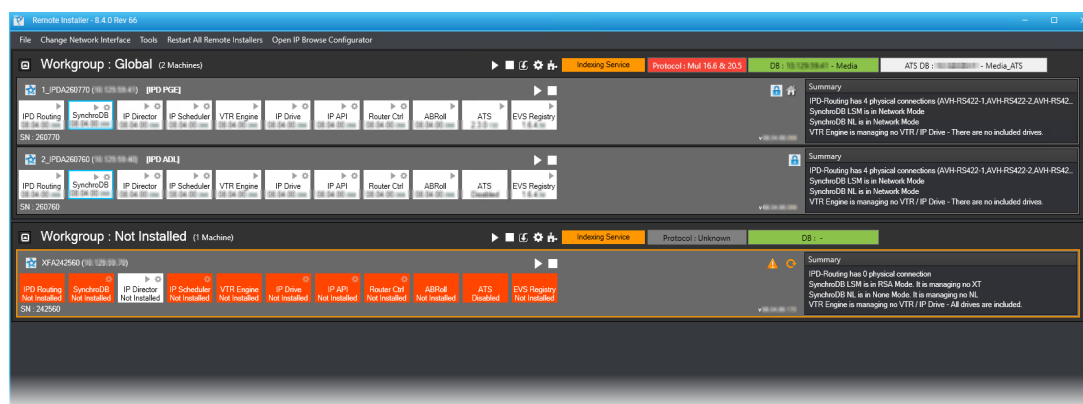 Remote Installer - 8.4.0 Rev 66
File Change Network Interface Tools Restart All Remote Installers Open IP Browse Configurator
Workgroup : Global (2 Machines) Indexing Service Protocol : Mul 16.6 & 20.5 DB : - Media ATS DB : - Media_ATS
1_IPDA260770 [IPD PGE]
IPD Routing SynchroDB IP Director IP Scheduler VTR Engine IP Drive IP API Router Ctrl ABRoll ATS EVS Registry
SN : 260770
Summary
IPD-Routing has 4 physical connections (AVH-RS422-1,AVH-RS422-2,AVH-RS42...
SynchroDB LSM is in Network Mode
SynchroDB NL is in Network Mode
VTR Engine is managing no VTR / IP Drive - There are no included drives.
2_IPDA260760 [IPD ADL]
IPD Routing SynchroDB IP Director IP Scheduler VTR Engine IP Drive IP API Router Ctrl ABRoll ATS EVS Registry
Disabled
SN : 260760
Summary
IPD-Routing has 4 physical connections (AVH-RS422-1,AVH-RS422-2,AVH-RS42...
SynchroDB LSM is in Network Mode
SynchroDB NL is in Network Mode
VTR Engine is managing no VTR / IP Drive - There are no included drives.
Workgroup : Not Installed (1 Machine) Indexing Service Protocol : Unknown DB : -
XFA242560
IPD Routing SynchroDB IP Director IP Scheduler VTR Engine IP Drive IP API Router Ctrl ABRoll ATS EVS Registry
Not Installed Not Installed Not Installed Not Installed Not Installed Not Installed Not Installed Not Installed Not Installed Disabled Not Installed
SN : 242560
Summary
IPD-Routing has 0 physical connection
SynchroDB LSM is in RSA Mode. It is managing no XT
SynchroDB NL is in None Mode. It is managing no NL
VTR Engine is managing no VTR / IP Drive - All drives are included.